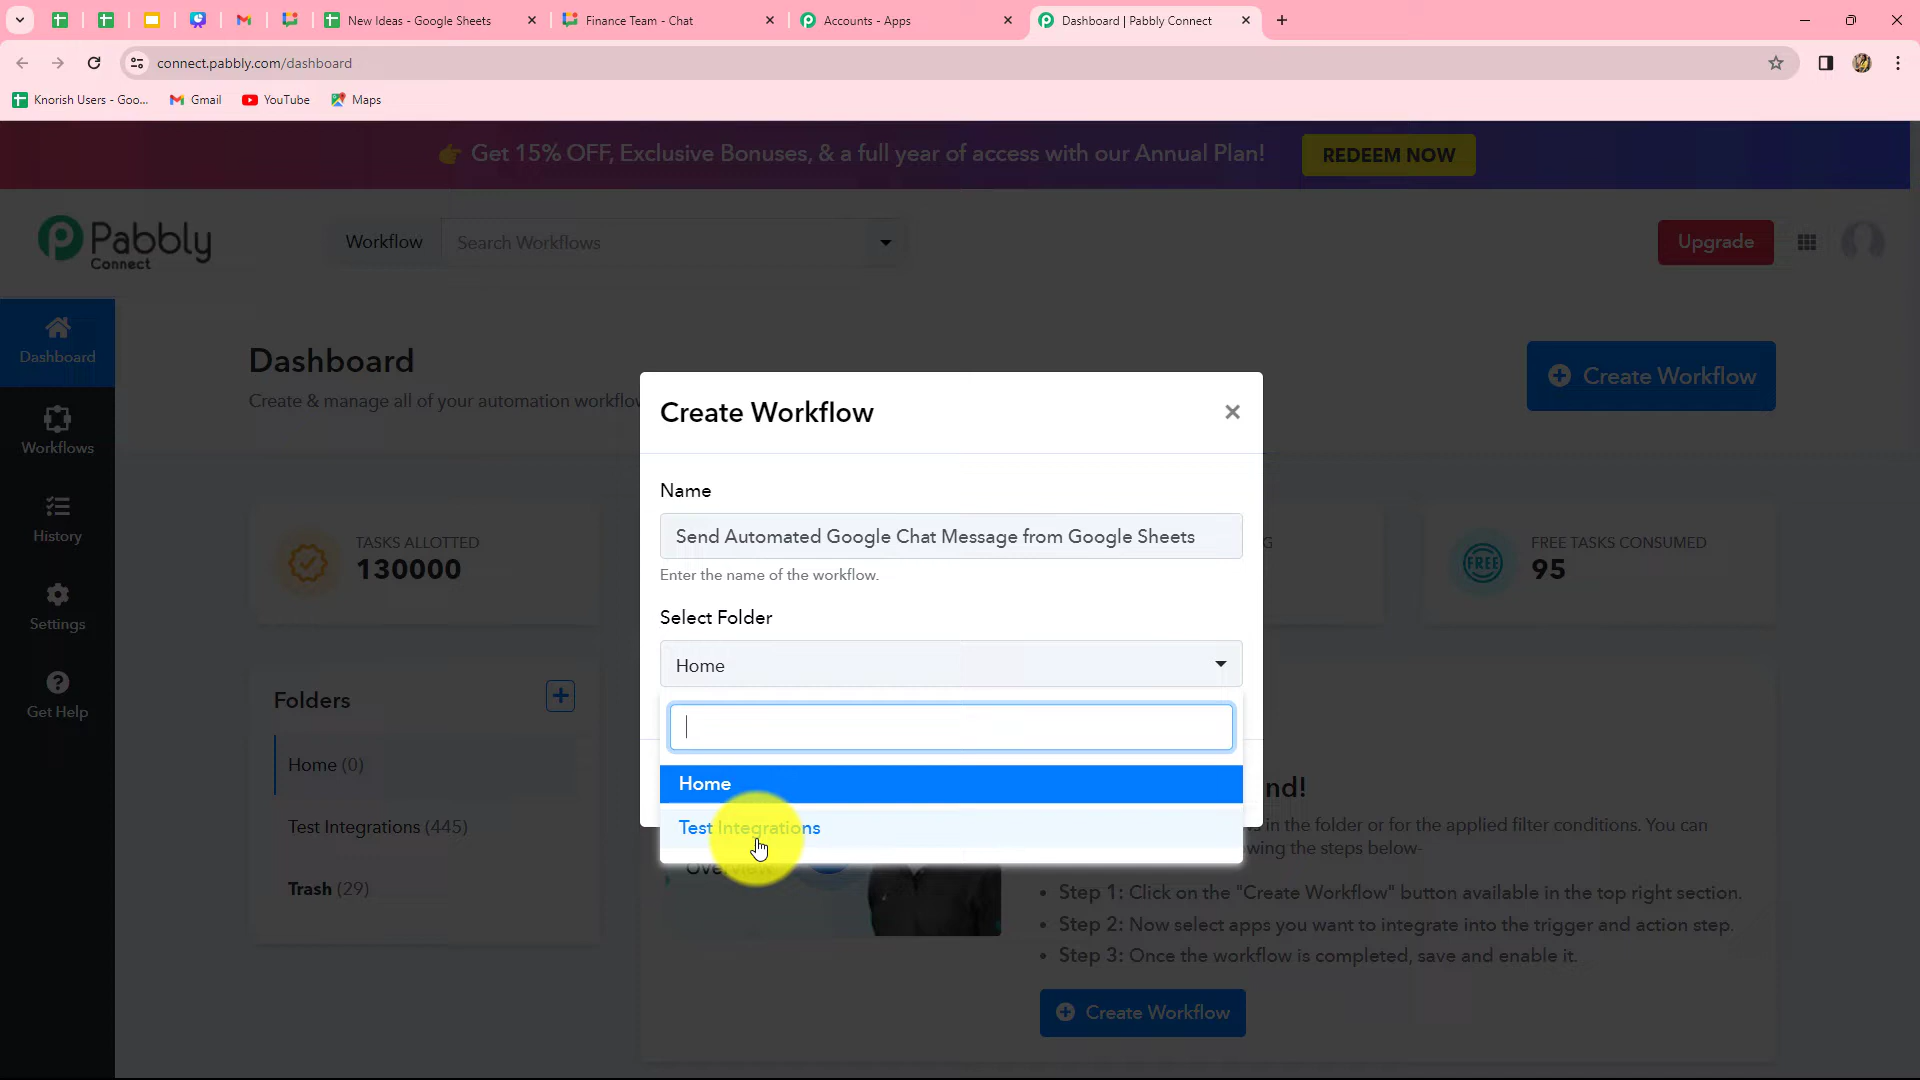 New Ideas - Google Sheets
Finance Team - Chat
Accounts - Apps
Dashboard | Pabbly Connect
connect.pabbly.com/dashboard
Knorish Users - Goo...
Gmail
YouTube
Maps
Get 15% OFF, Exclusive Bonuses, & a full year of access with our Annual Plan!
REDEEM NOW
Pabbly
Connect
Workflow
Search Workflows
Upgrade
Dashboard
Workflows
History
Settings
Get Help
Dashboard
Create & manage all of your automation workflo
Create Workflow
TASKS ALLOTTED
130000
G
FREE
FREE TASKS CONSUMED
95
Folders
Home (0)
Test Integrations (445)
Trash (29)
Create Workflow
Name
Send Automated Google Chat Message from Google Sheets
Enter the name of the workflow.
Select Folder
Home
Home
Test Integrations
Overview
nd!
s in the folder or for the applied filter conditions. You can
wing the steps below-
• Step 1: Click on the "Create Workflow" button available in the top right section.
• Step 2: Now select apps you want to integrate into the trigger and action step.
• Step 3: Once the workflow is completed, save and enable it.
Create Workflow